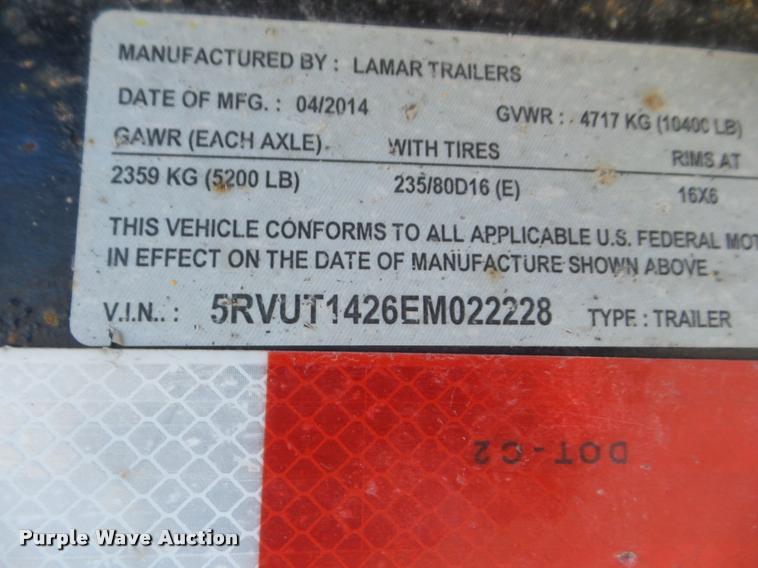 MANUFACTURED BY : LAMAR TRAILERS
DATE OF MFG. : 04/2014 GVWR : 4717 KG (10400 LB)
GAWR (EACH AXLE) WITH TIRES RIMS AT
2359 KG (5200 LB) 235/80D16 (E) 16X6
THIS VEHICLE CONFORMS TO ALL APPLICABLE U.S. FEDERAL MOT
IN EFFECT ON THE DATE OF MANUFACTURE SHOWN ABOVE.
V.I.N.. : 5RVUT1426EM022228 TYPE : TRAILER
DOT-C2
Purple Wave Auction